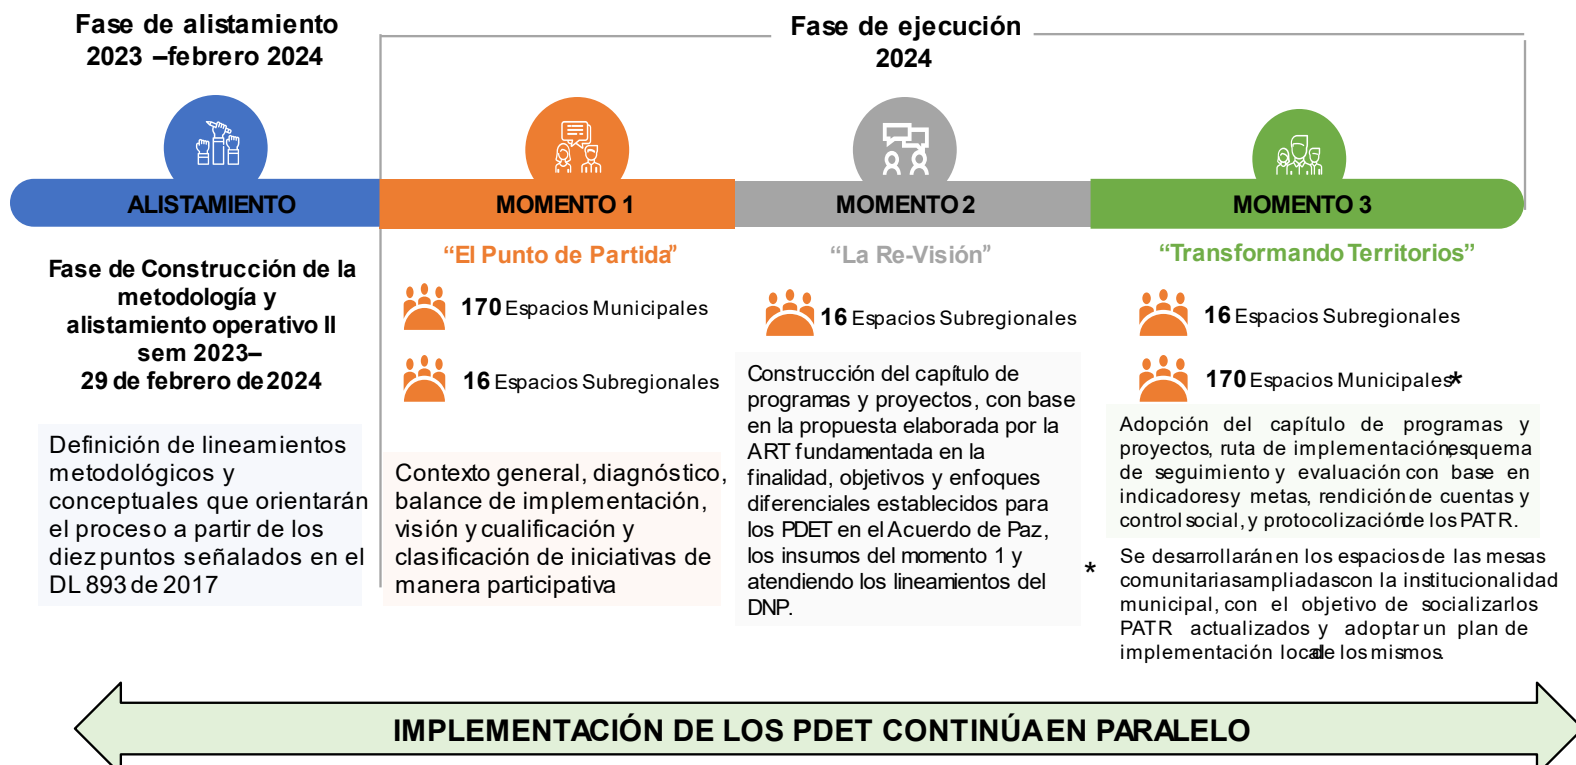 Fase de alistamiento
2023 –febrero 2024
Fase de ejecución
2024
ALISTAMIENTO
MOMENTO 1
MOMENTO 2
MOMENTO 3
Fase de Construcción de la
metodología y
alistamiento operativo II
sem 2023–
29 de febrero de 2024
Definición de lineamientos
metodológicos y
conceptuales que orientarán
el proceso a partir de los
diez puntos señalados en el
DL 893 de 2017
“El Punto de Partida”
170 Espacios Municipales
16 Espacios Subregionales
Contexto general, diagnóstico,
balance de implementación,
visión y cualificación y
clasificación de iniciativas de
manera participativa
“La Re-Visión”
16 Espacios Subregionales
Construcción del capítulo de
programas y proyectos, con base
en la propuesta elaborada por la
ART fundamentada en la
finalidad, objetivos y enfoques
diferenciales establecidos para
los PDET en el Acuerdo de Paz,
los insumos del momento 1 y
atendiendo los lineamientos del
DNP.
“Transformando Territorios”
16 Espacios Subregionales
170 Espacios Municipales*
Adopción del capítulo de programas y
proyectos, ruta de implementación, esquema
de seguimiento y evaluación con base en
indicadores y metas, rendición de cuentas y
control social, y protocolización de los PATR.
* Se desarrollarán en los espacios de las mesas
comunitarias ampliadas con la institucionalidad
municipal, con el objetivo de socializar los
PATR actualizados y adoptar un plan de
implementación local de los mismos.
IMPLEMENTACIÓN DE LOS PDET CONTINÚA EN PARALELO